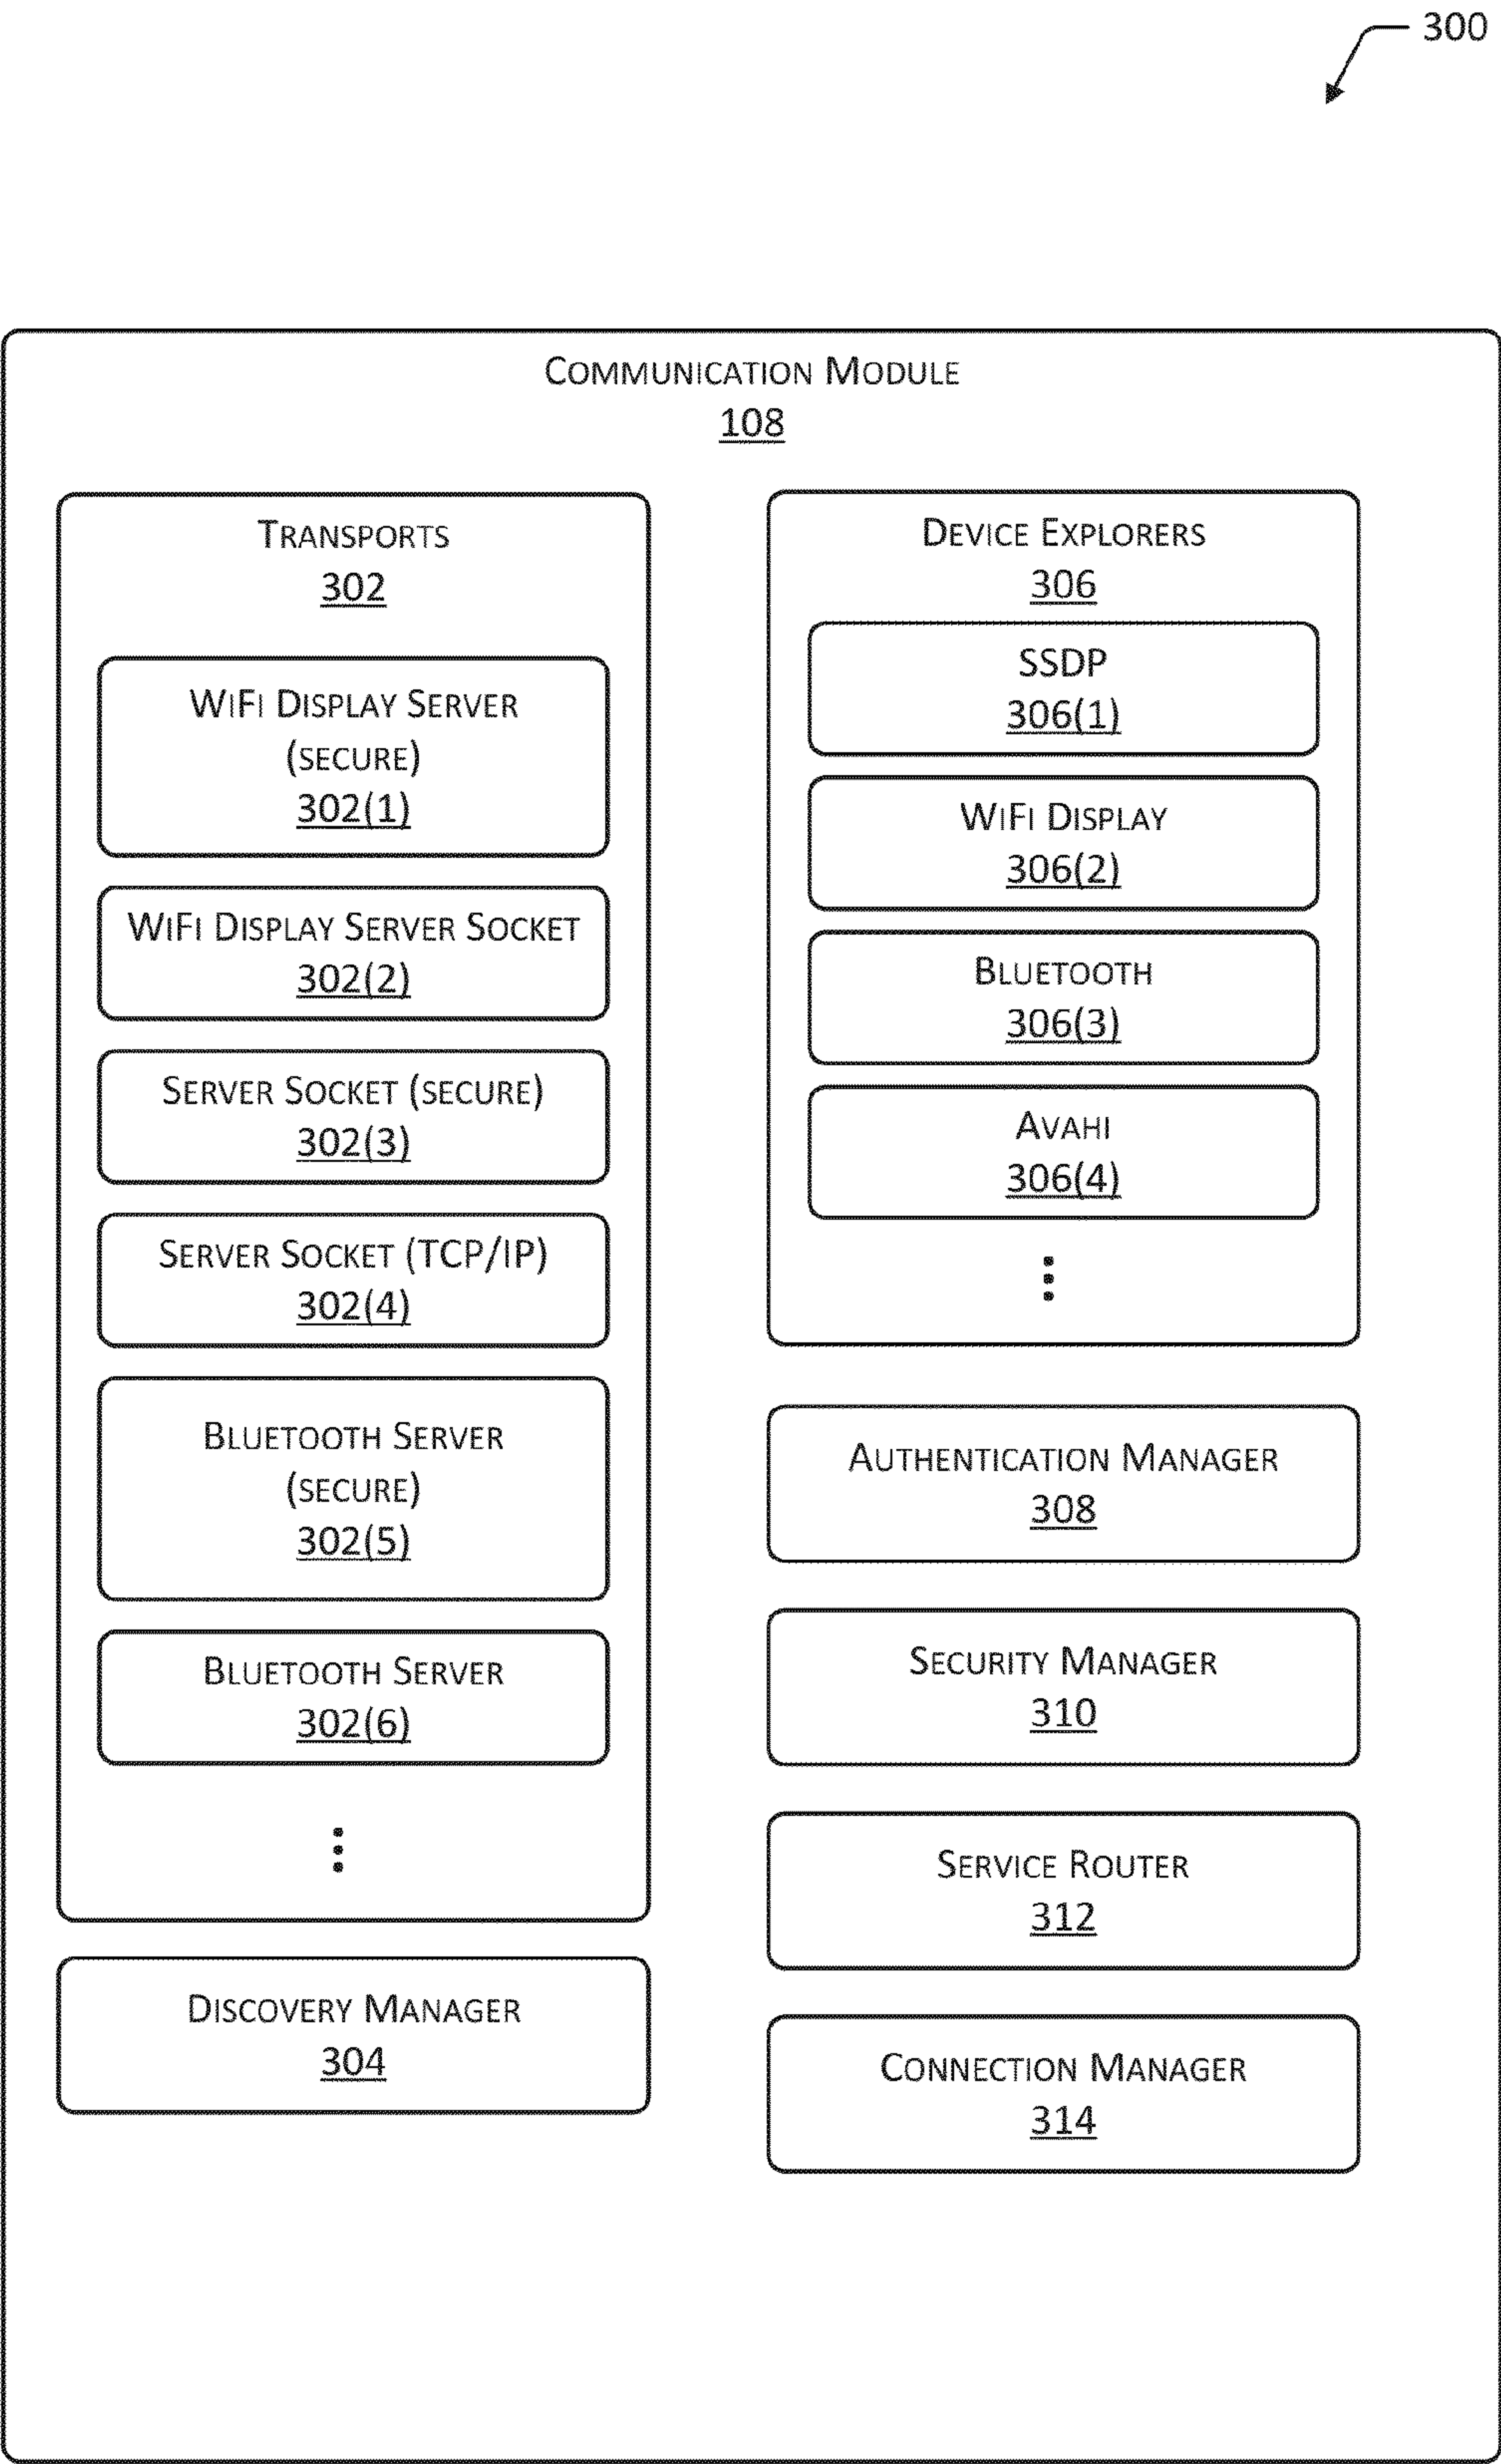 300
COMMUNICATION MODULE
108
TRANSPORTS
302
WIFI DISPLAY SERVER
(SECURE)
302(1)
WIFI DISPLAY SERVER SOCKET
302(2)
SERVER SOCKET (SECURE)
302(3)
SERVER SOCKET (TCP/IP)
302(4)
BLUETOOTH SERVER
(SECURE)
302(5)
BLUETOOTH SERVER
302(6)
DISCOVERY MANAGER
304
DEVICE EXPLORERS
306
SSDP
306(1)
WIFI DISPLAY
306(2)
BLUETOOTH
306(3)
AVAHI
306(4)
AUTHENTICATION MANAGER
308
SECURITY MANAGER
310
SERVICE ROUTER
312
CONNECTION MANAGER
314